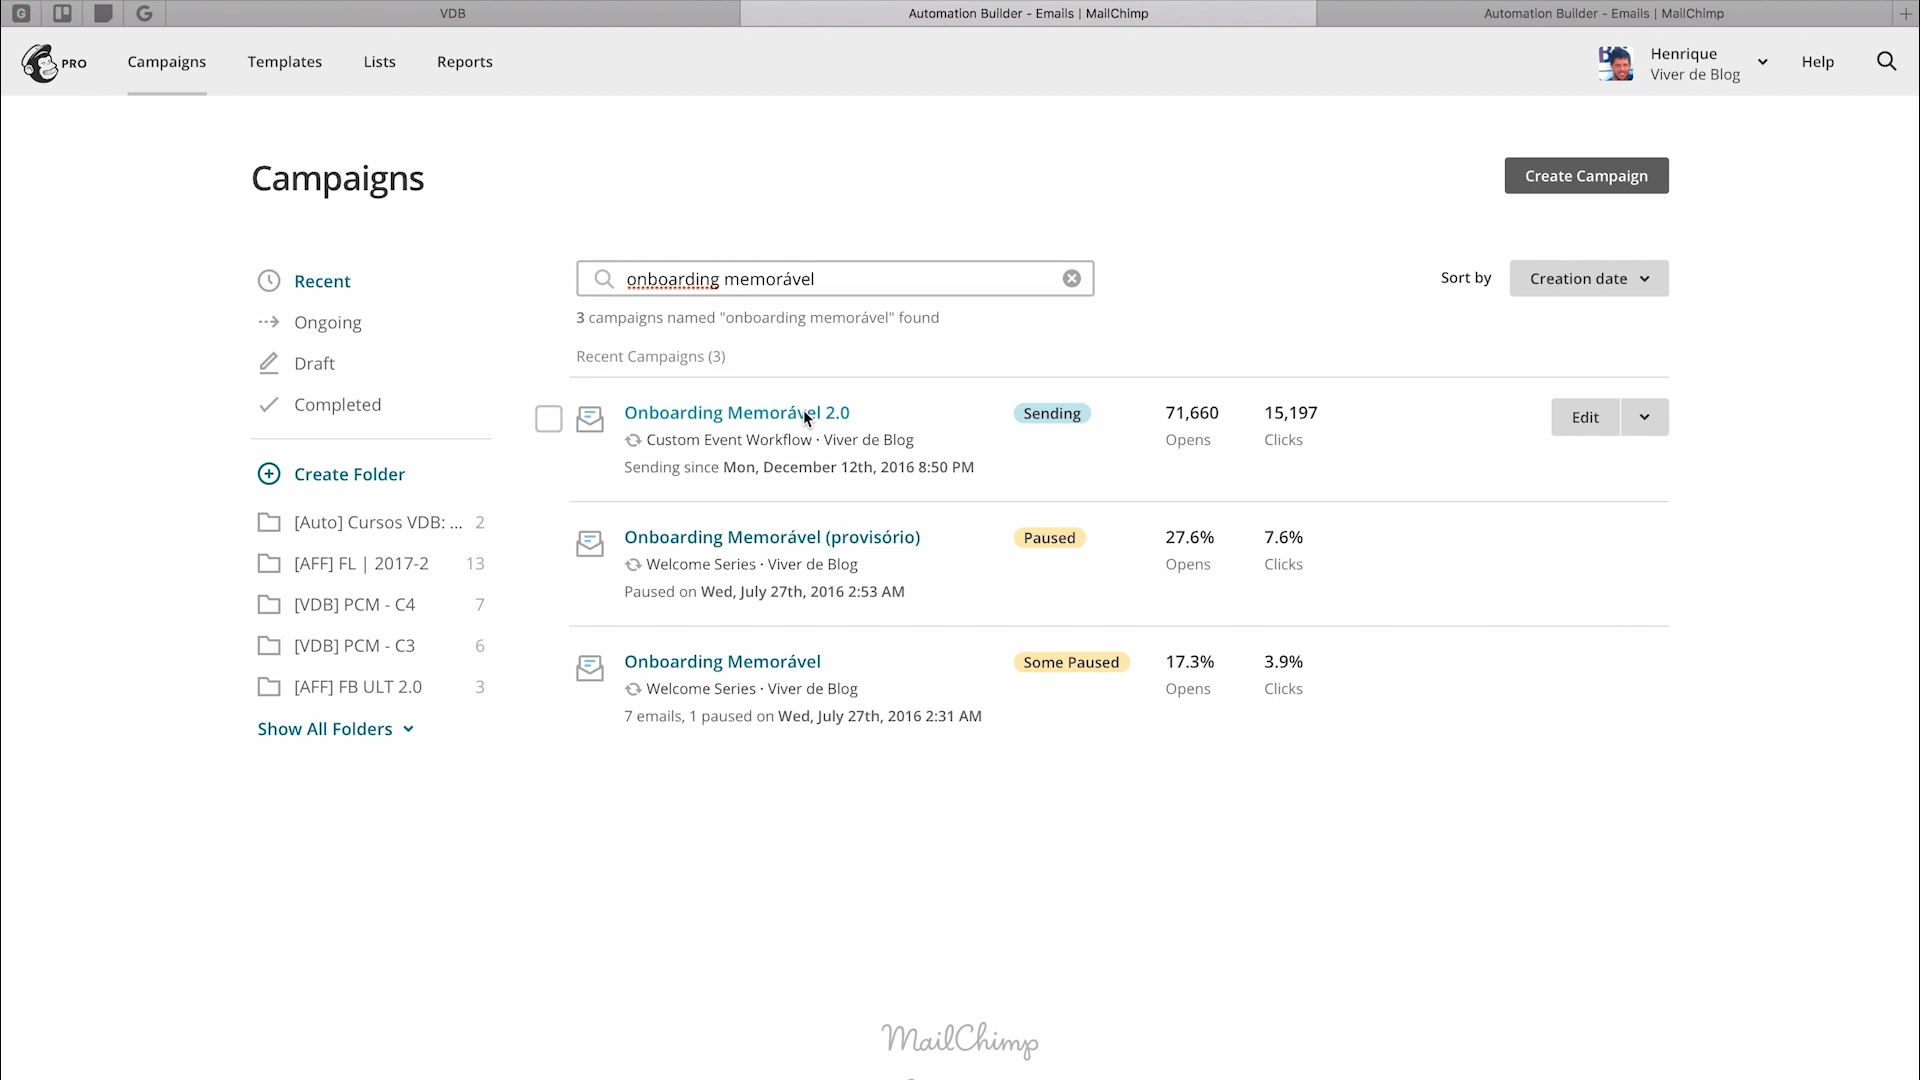 VDB
Automation Builder - Emails | MailChimp
Automation Builder - Emails | MailChimp
PRO
Campaigns
Templates
Lists
Reports
Henrique
Viver de Blog
Help
Campaigns
Create Campaign
Recent
Ongoing
Draft
Completed
Create Folder
[Auto] Cursos VDB: ... 2
[AFF] FL | 2017-2 13
[VDB] PCM - C4 7
[VDB] PCM - C3 6
[AFF] FB ULT 2.0 3
Show All Folders
onboarding memorável
Sort by
Creation date
3 campaigns named "onboarding memorável" found
Recent Campaigns (3)
Onboarding Memorável 2.0
Sending
71,660
15,197
Edit
Custom Event Workflow · Viver de Blog
Opens
Clicks
Sending since Mon, December 12th, 2016 8:50 PM
Onboarding Memorável (provisório)
Paused
27.6%
7.6%
Welcome Series · Viver de Blog
Opens
Clicks
Paused on Wed, July 27th, 2016 2:53 AM
Onboarding Memorável
Some Paused
17.3%
3.9%
Welcome Series · Viver de Blog
Opens
Clicks
7 emails, 1 paused on Wed, July 27th, 2016 2:31 AM
MailChimp